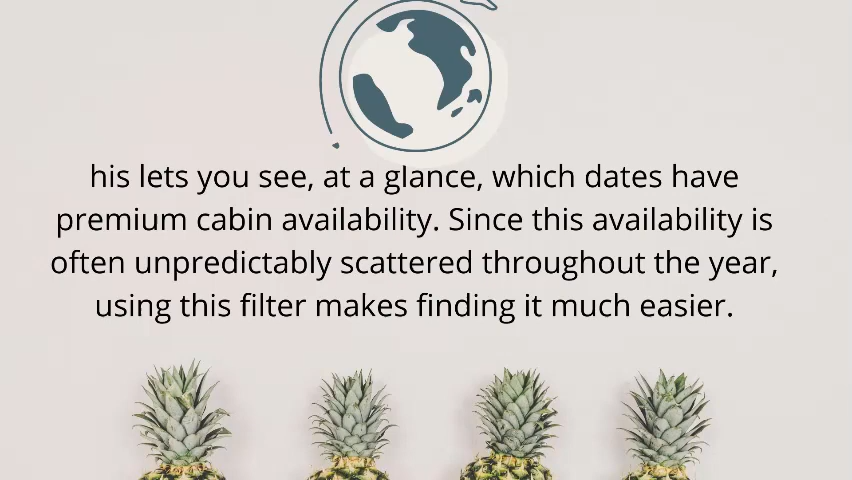 his lets you see, at a glance, which dates have
premium cabin availability. Since this availability is
often unpredictably scattered throughout the year,
using this filter makes finding it much easier.